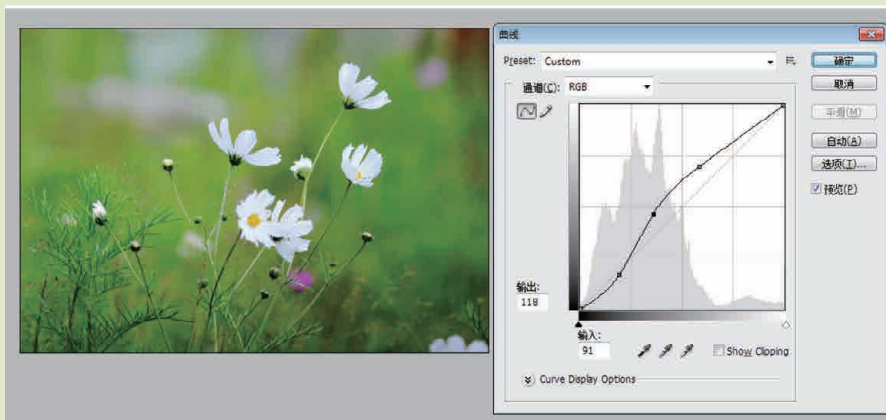 曲线
Preset: Custom
确定
通道(C): RGB
取消
平滑(M)
自动(A)
选项(T)...
预览(P)
输出:
118
输入:
91
Show Clipping
Curve Display Options